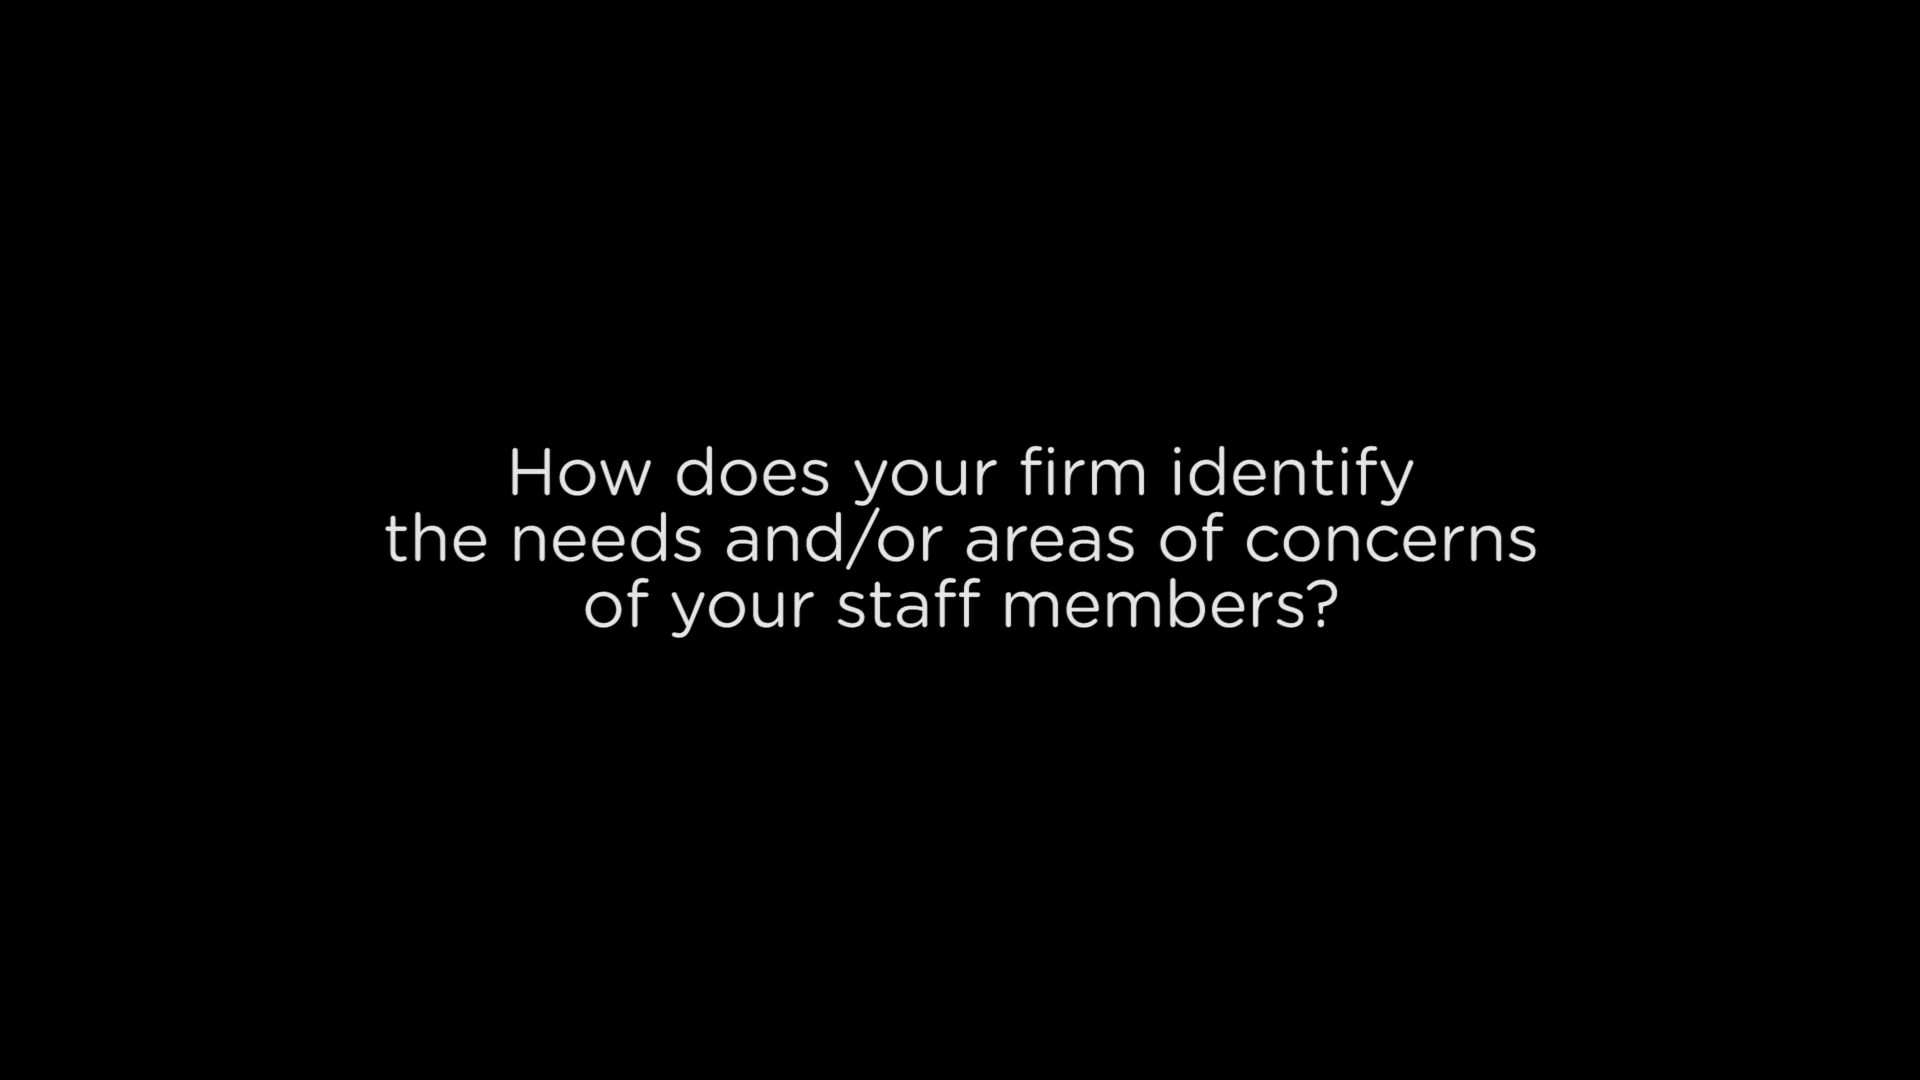 How does your firm identify
the needs and/or areas of concerns
of your staff members?